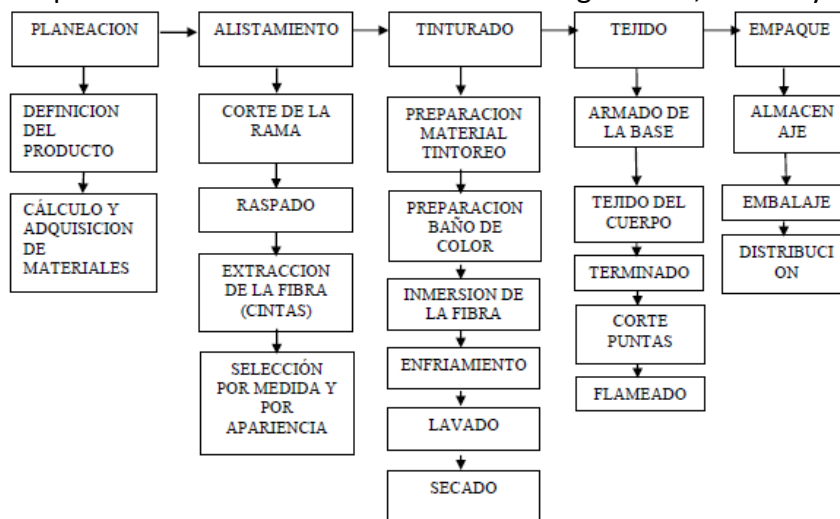 PLANEACION
ALISTAMIENTO
TINTURADO
TEJIDO
EMPAQUE
DEFINICION
DEL
PRODUCTO
CÁLCULO Y
ADQUISICION
DE
MATERIALES
CORTE DE LA
RAMA
RASPADO
EXTRACCION
DE LA FIBRA
(CINTAS)
SELECCIÓN
POR MEDIDA Y
POR
APARIENCIA
PREPARACION
MATERIAL
TINTOREO
PREPARACION
BAÑO DE
COLOR
INMERSION DE
LA FIBRA
ENFRIAMIENTO
LAVADO
SECADO
ARMADO DE
LA BASE
TEJIDO DEL
CUERPO
TERMINADO
CORTE
PUNTAS
FLAMEADO
ALMACEN
AJE
EMBALAJE
DISTRIBUCI
ON